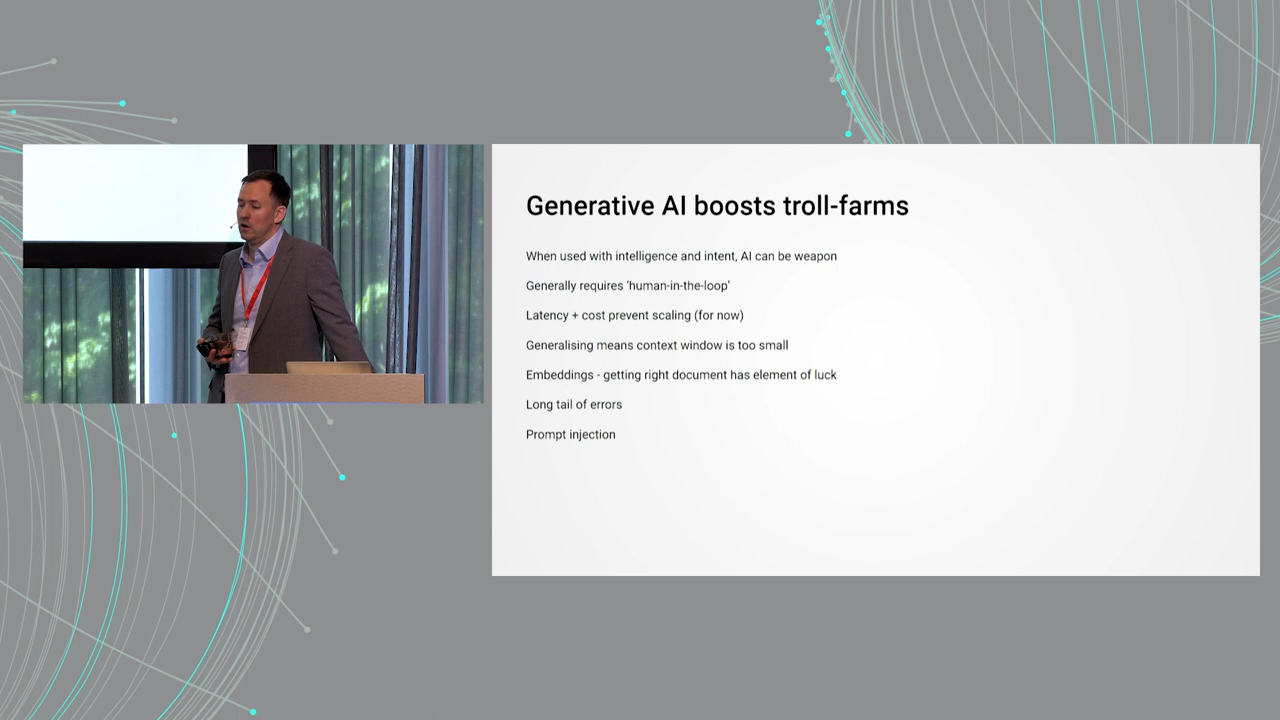 Generative AI boosts troll-farms
When used with intelligence and intent, AI can be weapon
Generally requires 'human-in-the-loop'
Latency + cost prevent scaling (for now)
Generalising means context window is too small
Embeddings - getting right document has element of luck
Long tail of errors
Prompt injection